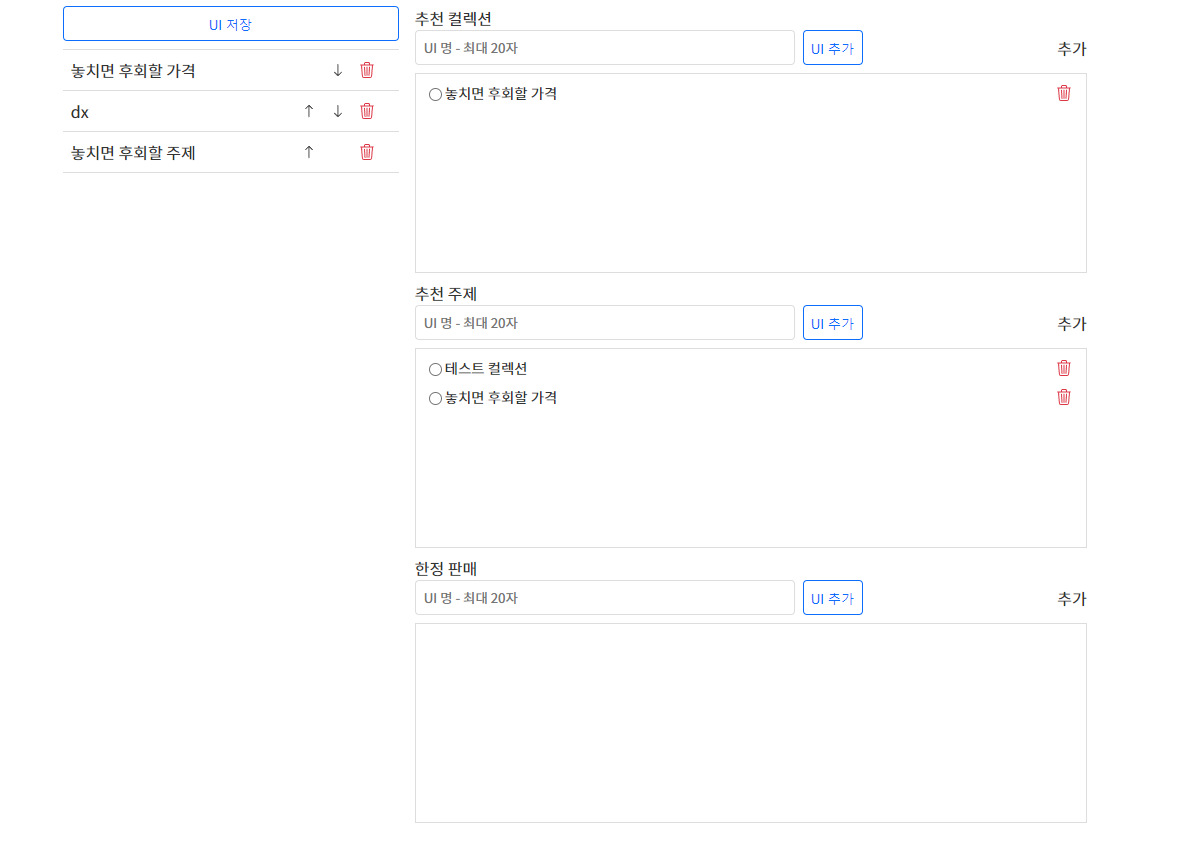 UI 저장
놓치면 후회할 가격
dx
놓치면 후회할 주제
추천 컬렉션
UI 명 - 최대 20자
UI 추가
추가
놓치면 후회할 가격
추천 주제
UI 명 - 최대 20자
UI 추가
추가
테스트 컬렉션
놓치면 후회할 가격
한정 판매
UI 명 - 최대 20자
UI 추가
추가